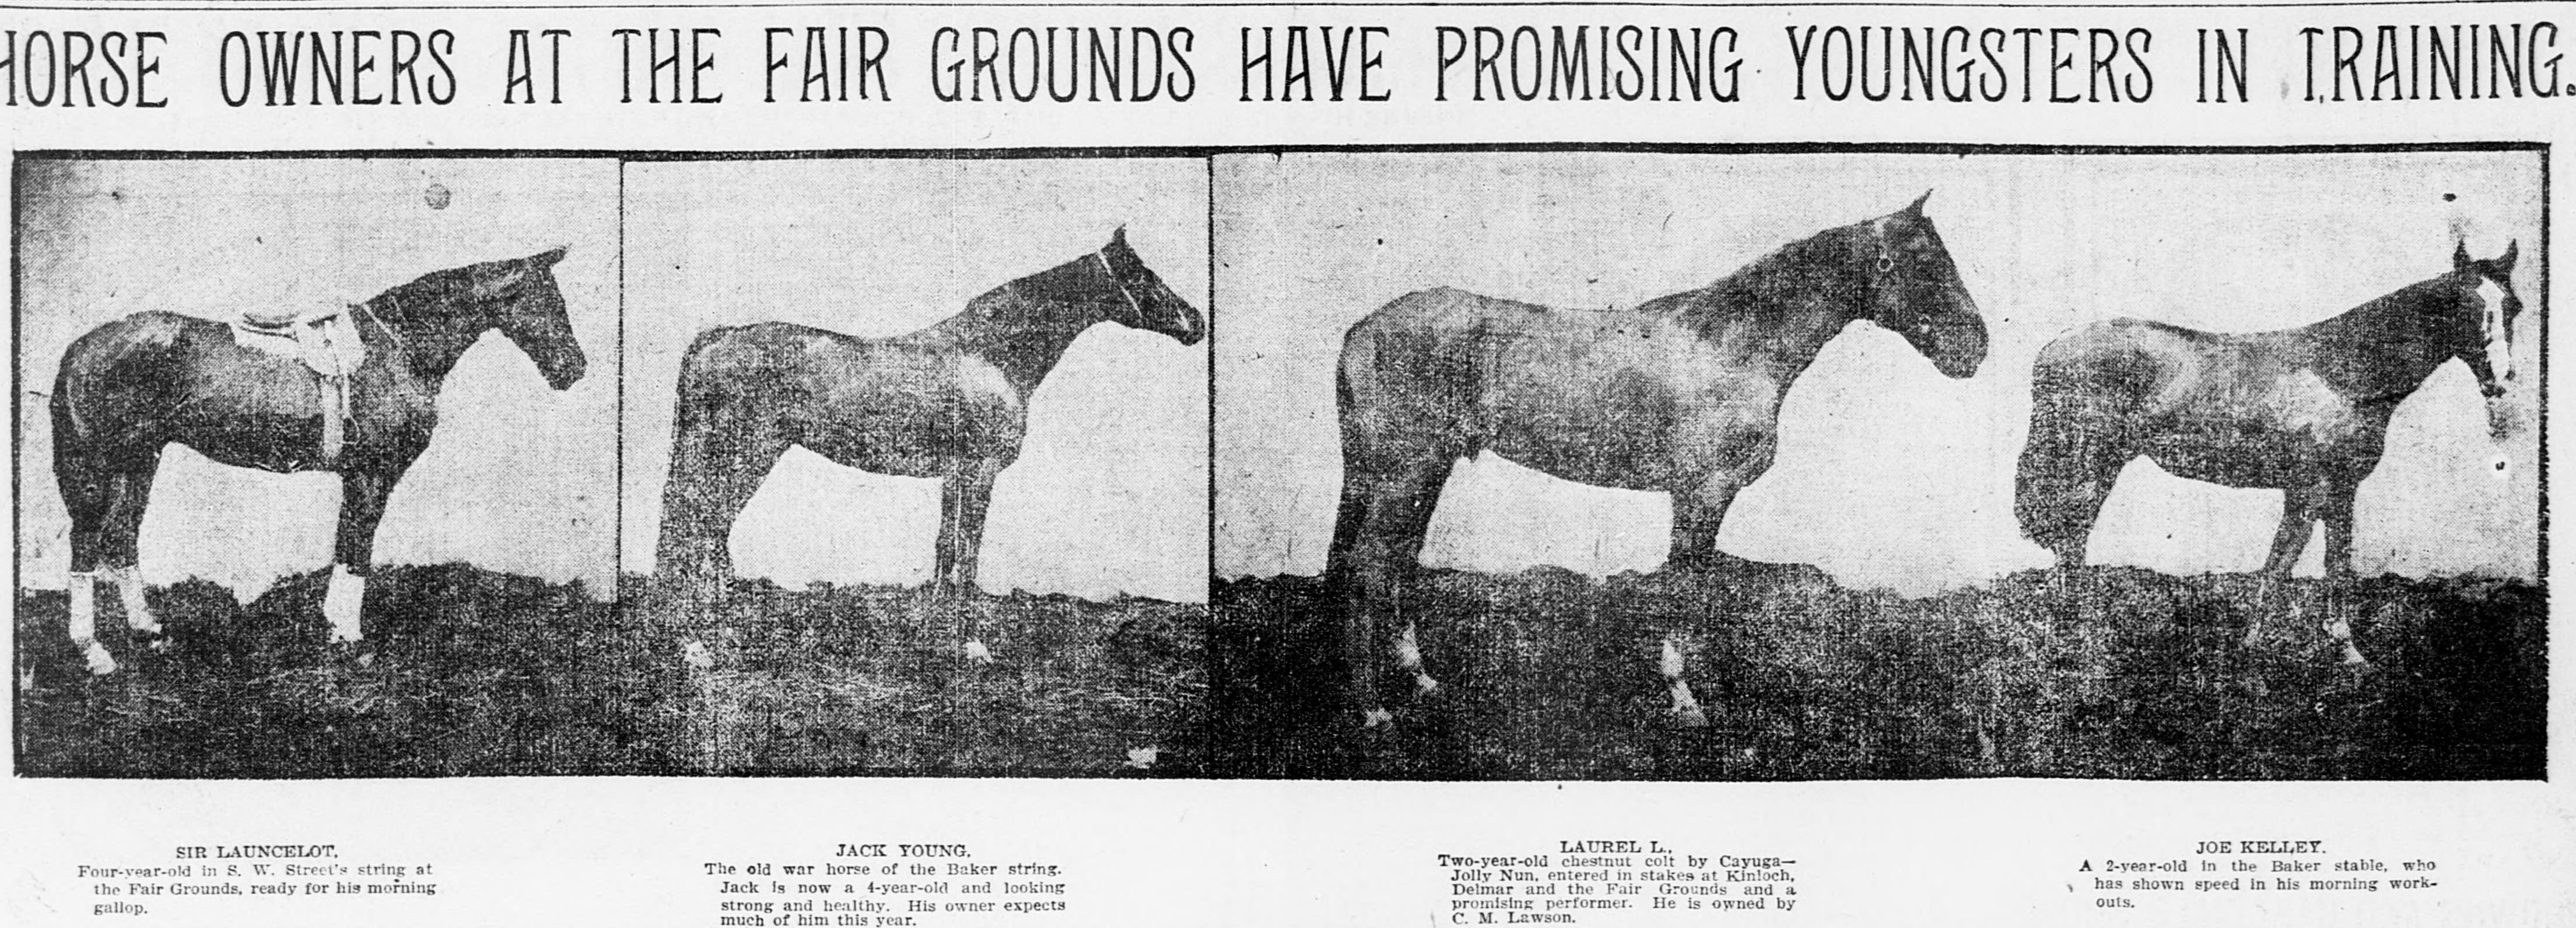 HORSE OWNERS AT THE FAIR GROUNDS HAVE PROMISING YOUNGSTERS IN TRAINING.
SIR LAUNCELOT,
Four-year-old in S. W. Street's string at
the Fair Grounds, ready for his morning
gallop.
JACK YOUNG,
The old war horse of the Baker string.
Jack is now a 4-year-old and looking
strong and healthy. His owner expects
much of him this year.
LAUREL L.,
Two-year-old chestnut colt by Cayuga—
Jolly Nun, entered in stakes at Kinloch,
Delmar and the Fair Grounds and a
promising performer. He is owned by
C. M. Lawson.
JOE KELLEY.
A 2-year-old in the Baker stable, who
has shown speed in his morning work-
outs.